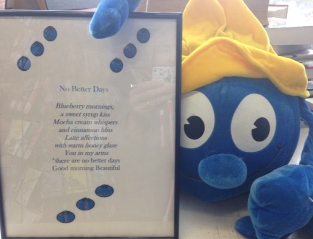 No Better Days
Blueberry mornings,
a sweet syrup kiss
Mocha cream whispers
and cinnamon bliss
Latte affections
with warm honey glaze
You in my arms
"there are no better days
Good morning Beautiful